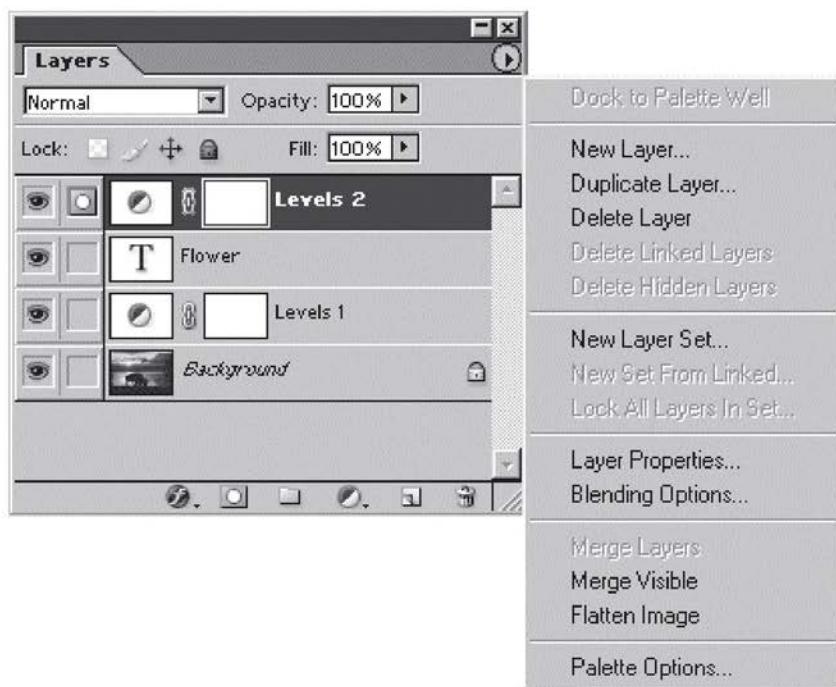 Layers
Normal Opacity: 100%
Lock: Fill: 100%
Levels 2
T Flower
Levels 1
Background
Dock to Palette Well
New Layer...
Duplicate Layer...
Delete Layer
Delete Linked Layers
Delete Hidden Layers
New Layer Set...
New Set From Linked...
Lock All Layers In Set...
Layer Properties...
Blending Options...
Merge Layers
Merge Visible
Flatten Image
Palette Options...